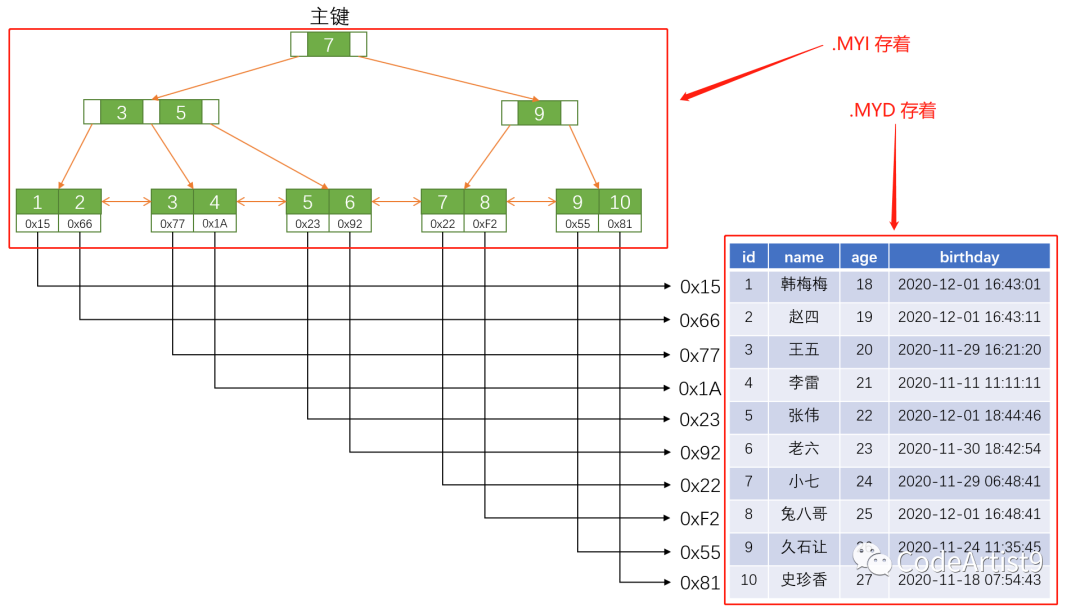 主键
7
.MYI 存着
3 5
9
.MYD 存着
1 2 3 4 5 6 7 8 9 10
0x15 0x66 0x77 0x1A 0x23 0x92 0x22 0xF2 0x55 0x81
id name age birthday
0x15 1 韩梅梅 18 2020-12-01 16:43:01
0x66 2 赵四 19 2020-12-01 16:43:11
0x77 3 王五 20 2020-11-29 16:21:20
0x1A 4 李雷 21 2020-11-11 11:11:11
0x23 5 张伟 22 2020-12-01 18:44:46
0x92 6 老六 23 2020-11-30 18:42:54
0x22 7 小七 24 2020-11-29 06:48:41
0xF2 8 兔八哥 25 2020-12-01 16:48:41
0x55 9 久石让 2020-11-24 11:35:45
CodeArtist9
0x81 10 史珍香 27 2020-11-18 07:54:43